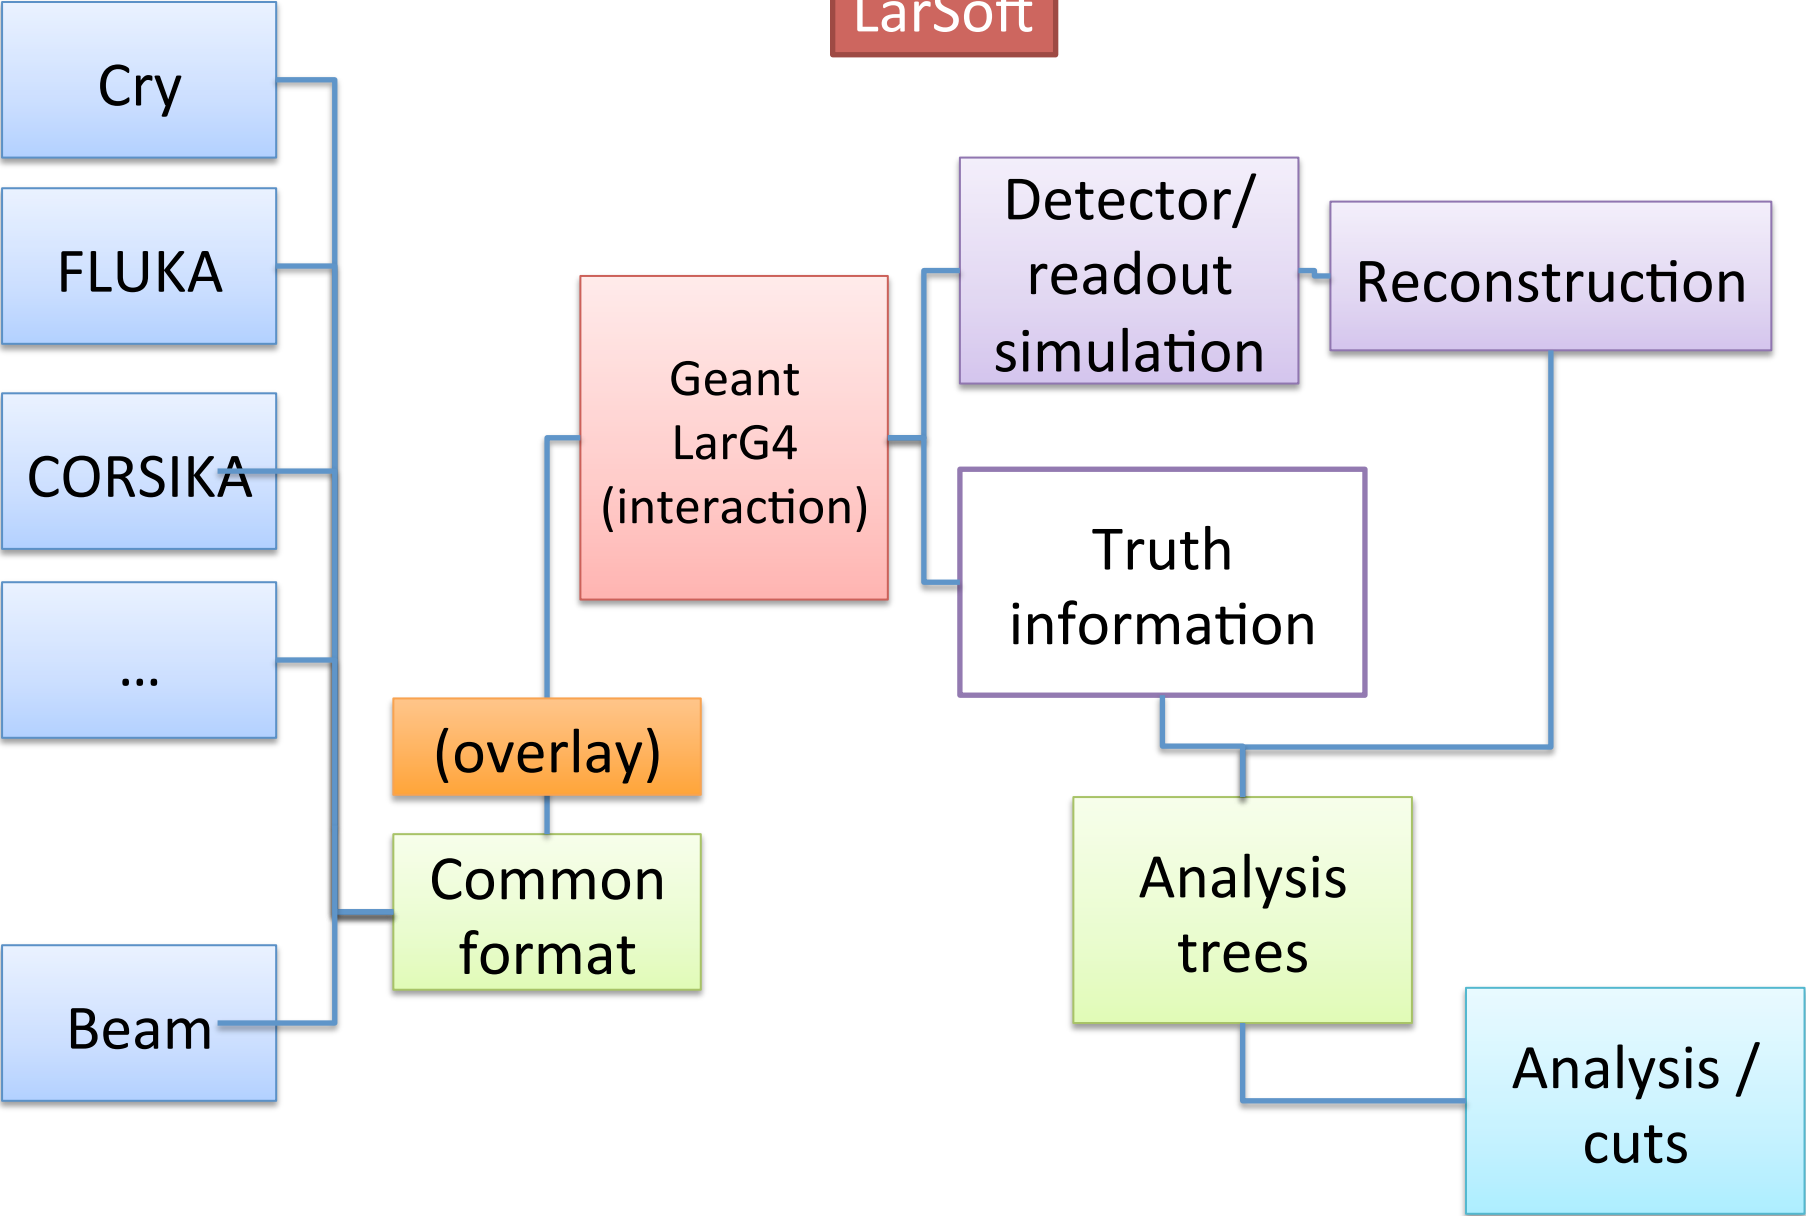 LarSoft
Cry
FLUKA
CORSIKA
...
Beam
(overlay)
Common
format
Geant
LarG4
(interaction)
Detector/
readout
simulation
Reconstruction
Truth
information
Analysis
trees
Analysis /
cuts